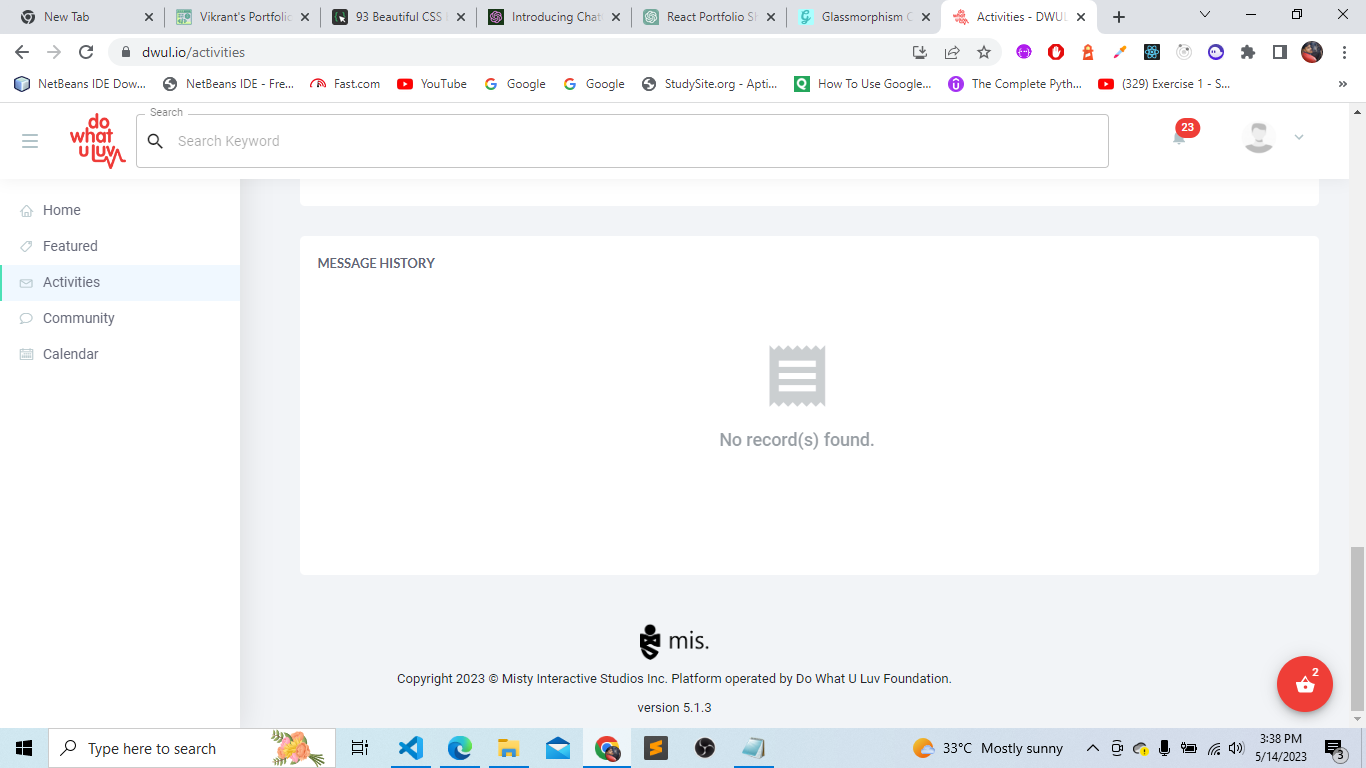 New Tab
Vikrant's Portfolio
93 Beautiful CSS
Introducing Chat
React Portfolio Sh
Glassmorphism C
Activities - DWUL
dwul.io/activities
NetBeans IDE Dow...
NetBeans IDE - Fre...
Fast.com
YouTube
Google
Google
StudySite.org - Apti...
How To Use Google...
The Complete Pyth...
(329) Exercise 1 - S...
»
do
what
u Luv
Search
Search Keyword
23
Home
Featured
Activities
Community
Calendar
MESSAGE HISTORY
No record(s) found.
mis.
Copyright 2023 © Misty Interactive Studios Inc. Platform operated by Do What U Luv Foundation.
version 5.1.3
2
Type here to search
33°C Mostly sunny
3:38 PM
5/14/2023
3